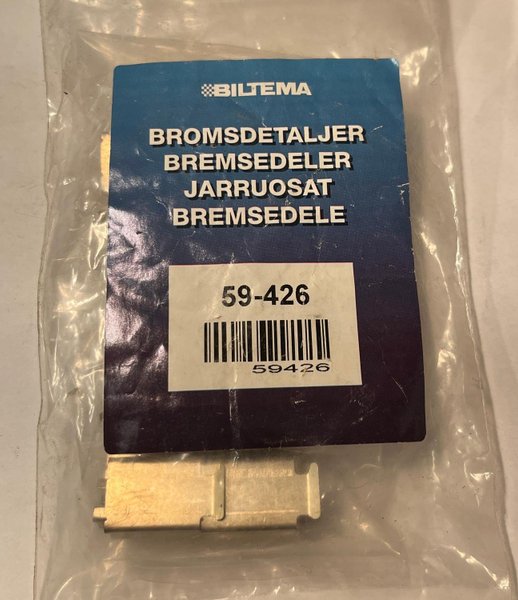 BILTEMA
BROMSDETALJER
BREMSEDELER
JARRUOSAT
BREMSEDELE
59-426
59426